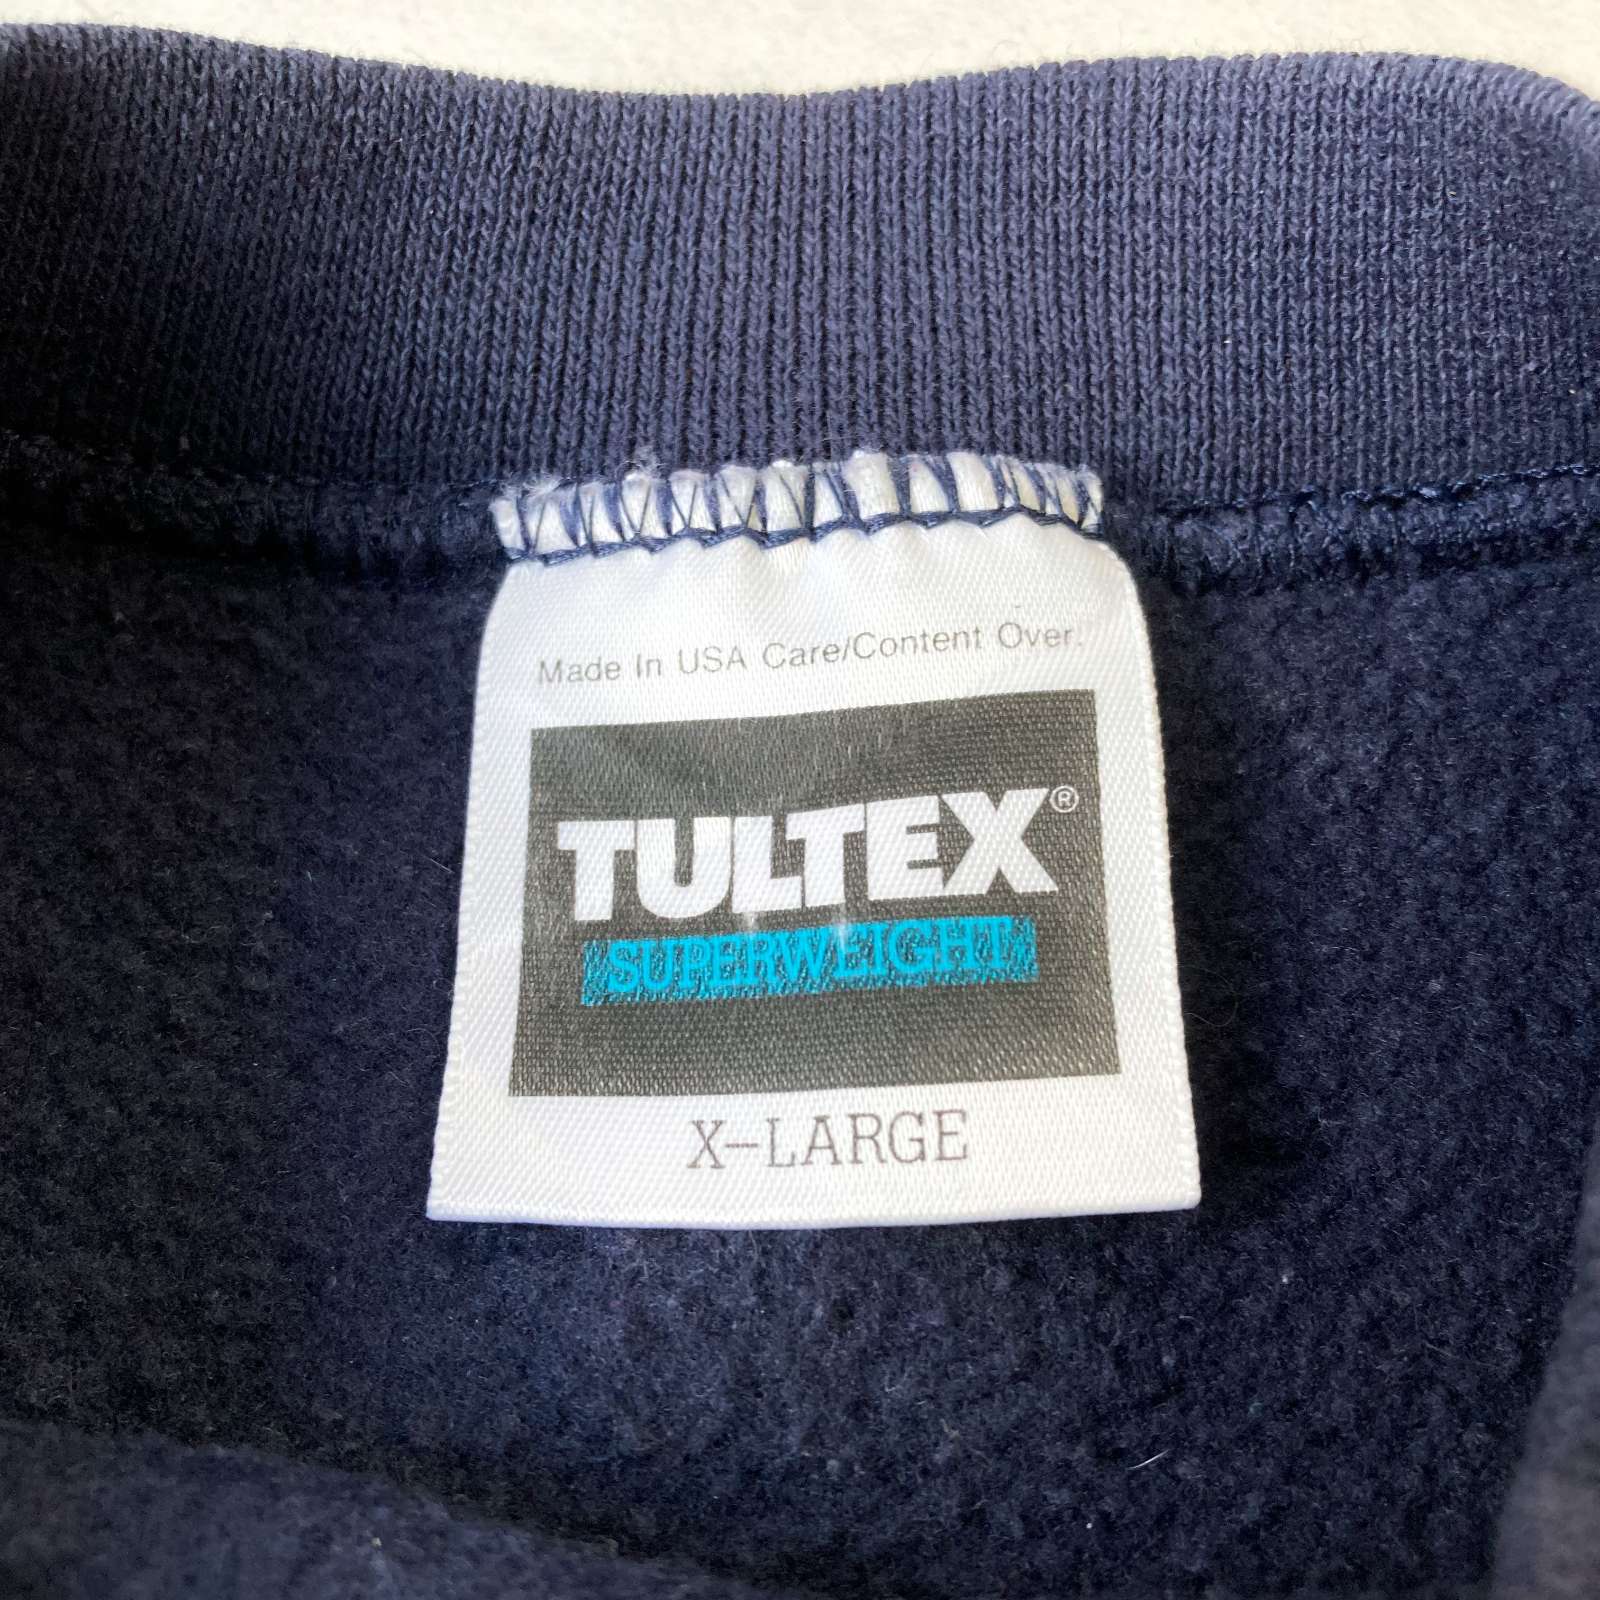 Made In USA Care/Content Over.
TULTEX®
SUPERWEIGHT
X-LARGE